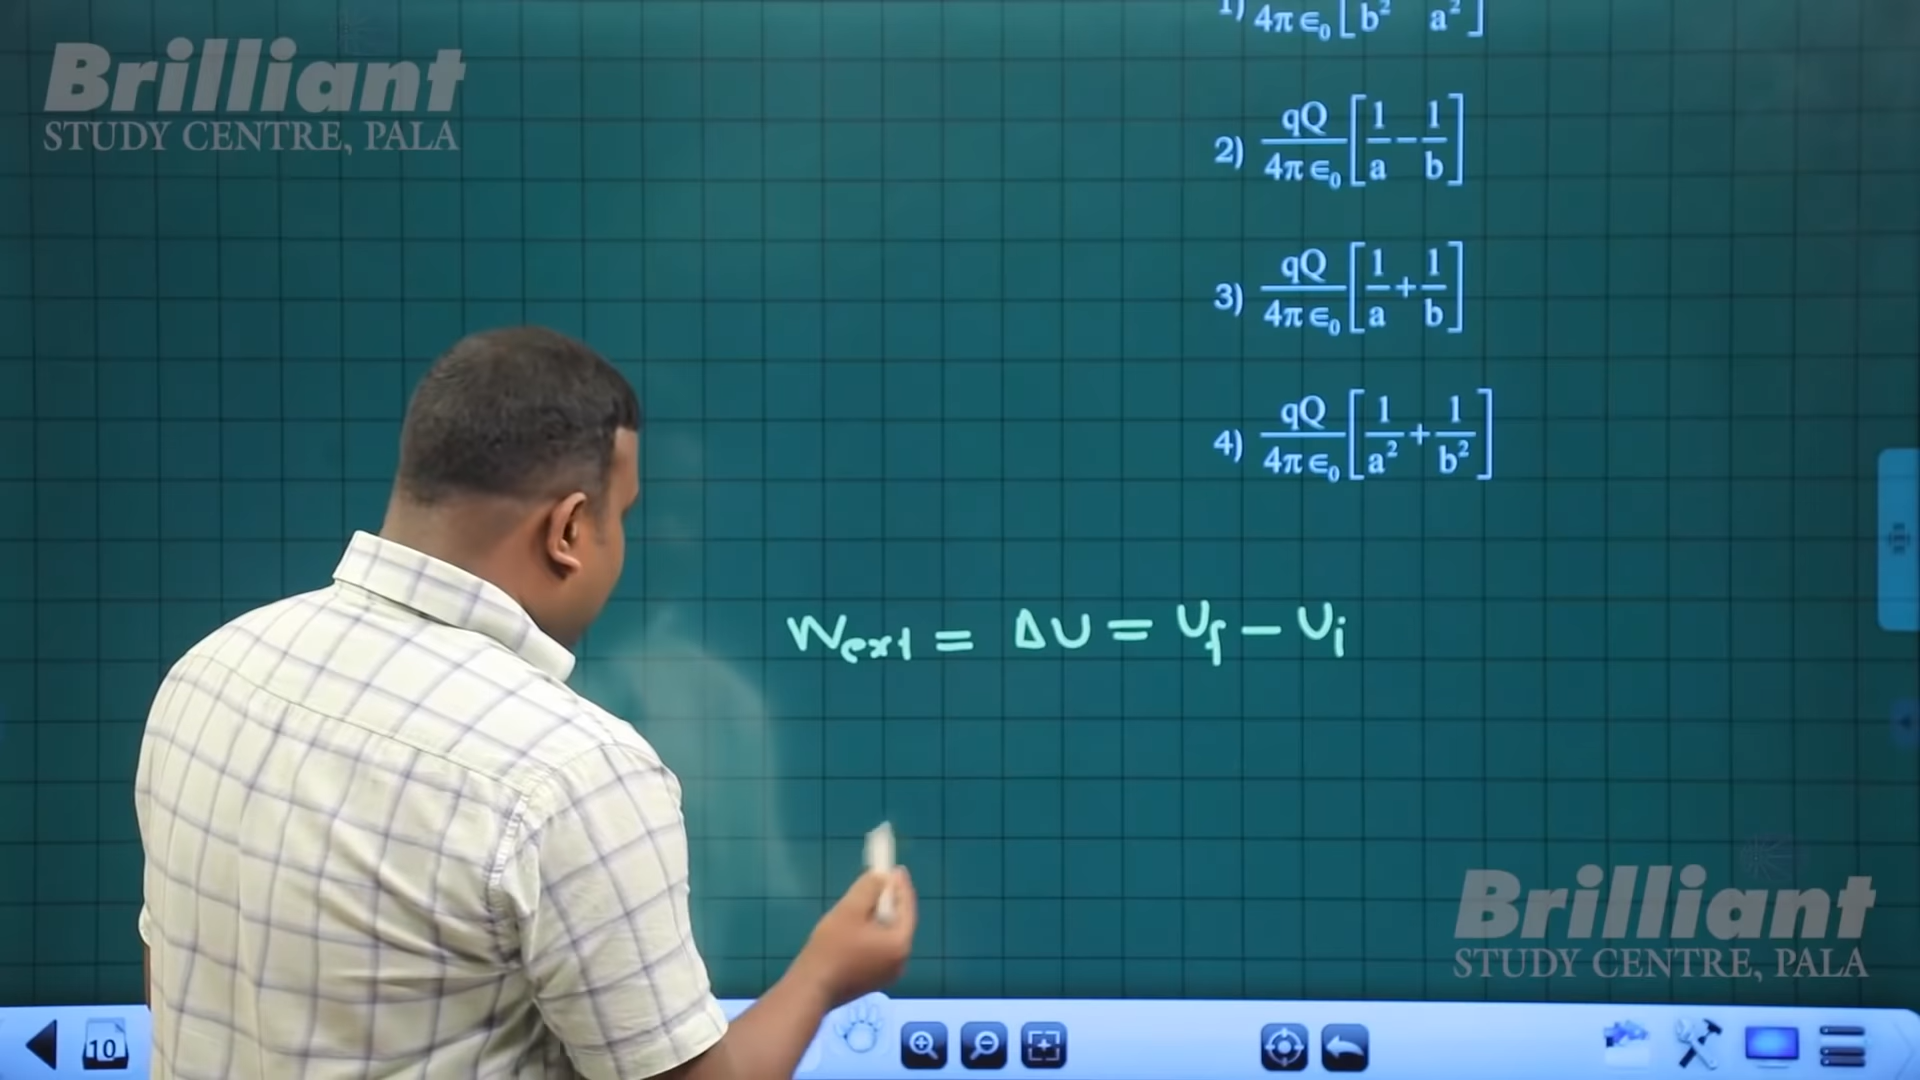 Brilliant
STUDY CENTRE, PALA
1) 4π∈₀ [b² a²]
2) qQ/4π∈₀ [1/a − 1/b]
3) qQ/4π∈₀ [1/a + 1/b]
4) qQ/4π∈₀ [1/a² + 1/b²]
Wext = ΔU = Uf − Ui
Brilliant
STUDY CENTRE, PALA
10